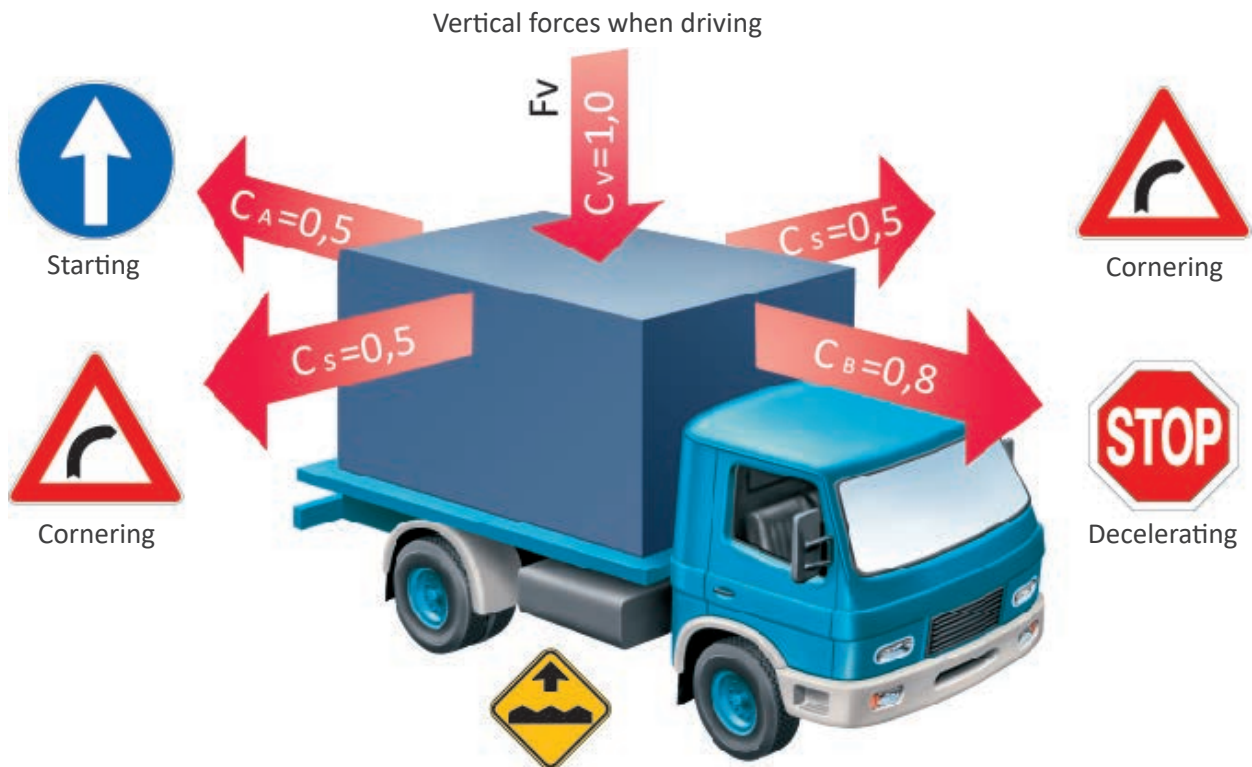 Vertical forces when driving
Fv
C V=1,0
C A=0,5
C S=0,5
Starting
Cornering
C S=0,5
C B=0,8
STOP
Cornering
Decelerating